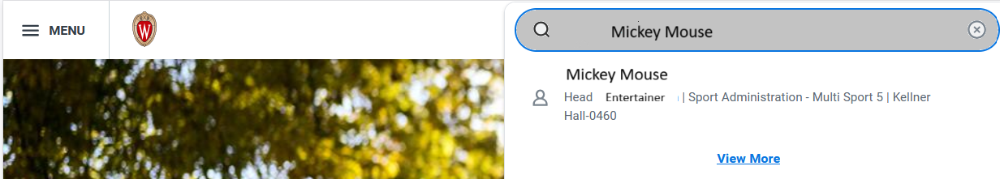 MENU
W
Mickey Mouse
Mickey Mouse
Head Entertainer | Sport Administration - Multi Sport 5 | Kellner
Hall-0460
View More